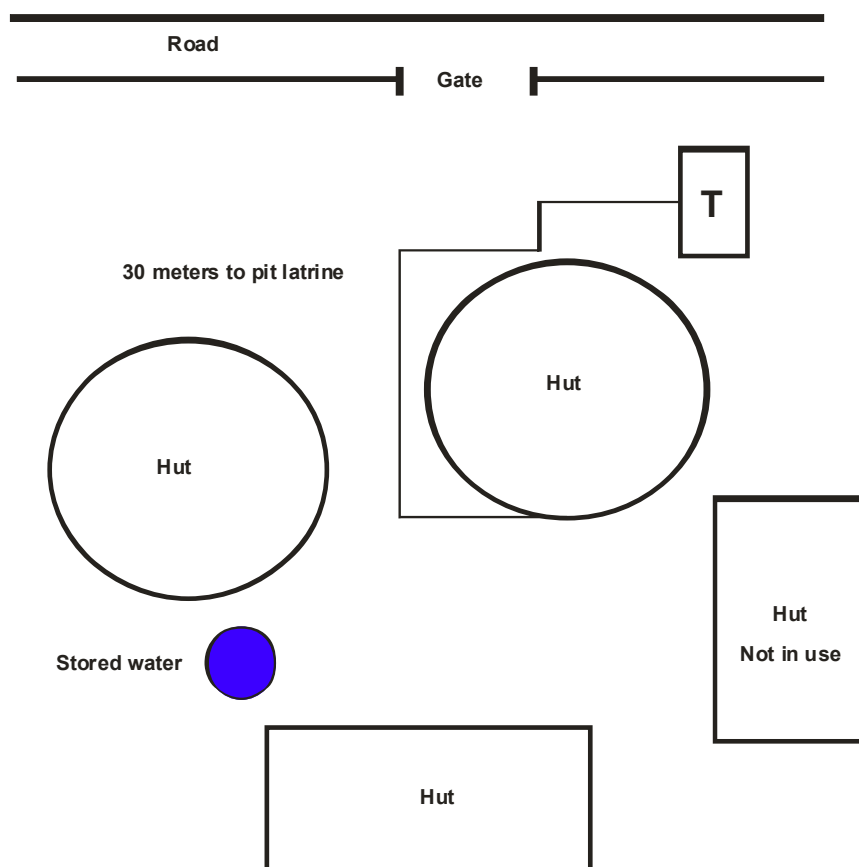 Road
Gate
T
30 meters to pit latrine
Hut
Hut
Hut
Not in use
Stored water
Hut